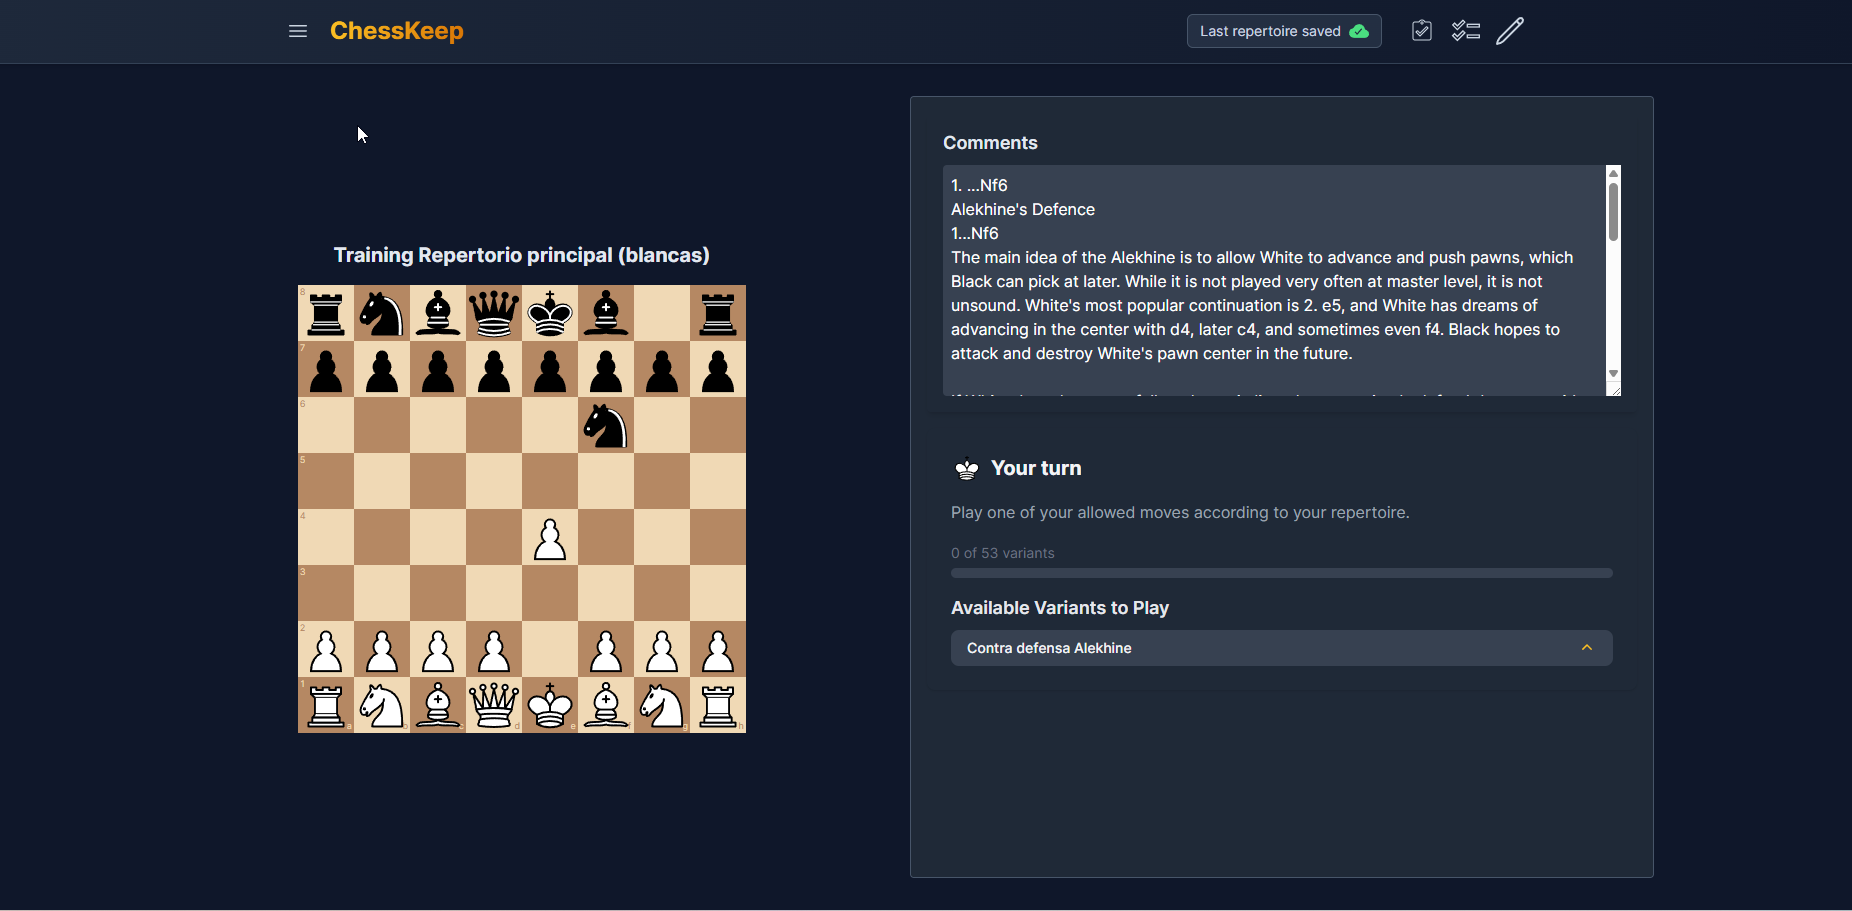 ChessKeep
Last repertoire saved
Training Repertorio principal (blancas)
8
7
6
5
4
3
2
1
a
c
d
e
f
g
h
Comments
1. ...Nf6
Alekhine's Defence
1...Nf6
The main idea of the Alekhine is to allow White to advance and push pawns, which
Black can pick at later. While it is not played very often at master level, it is not
unsound. White's most popular continuation is 2. e5, and White has dreams of
advancing in the center with d4, later c4, and sometimes even f4. Black hopes to
attack and destroy White's pawn center in the future.
Your turn
Play one of your allowed moves according to your repertoire.
0 of 53 variants
Available Variants to Play
Contra defensa Alekhine